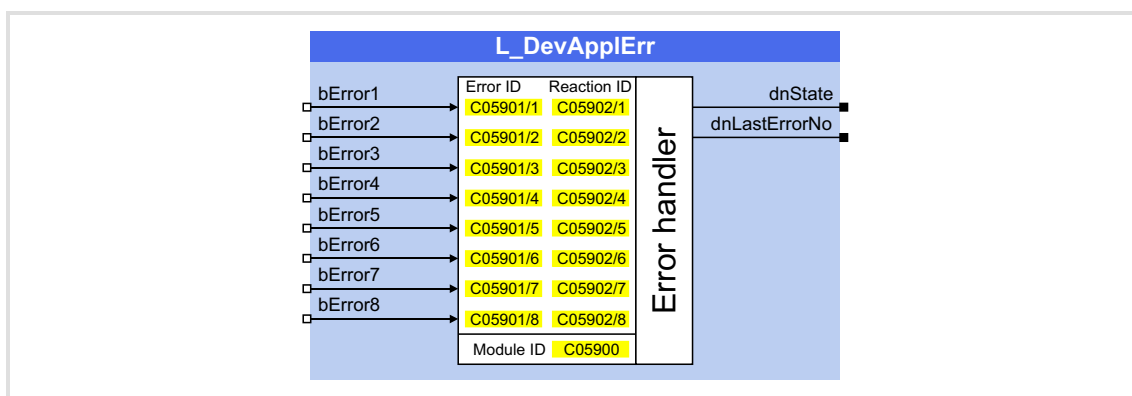 L_DevApplErr
Error ID Reaction ID
bError1 C05901/1 C05902/1 dnState
bError2 C05901/2 C05902/2 dnLastErrorNo
bError3 C05901/3 C05902/3
bError4 C05901/4 C05902/4
bError5 C05901/5 C05902/5
bError6 C05901/6 C05902/6
bError7 C05901/7 C05902/7
bError8 C05901/8 C05902/8
Module ID C05900
Error handler